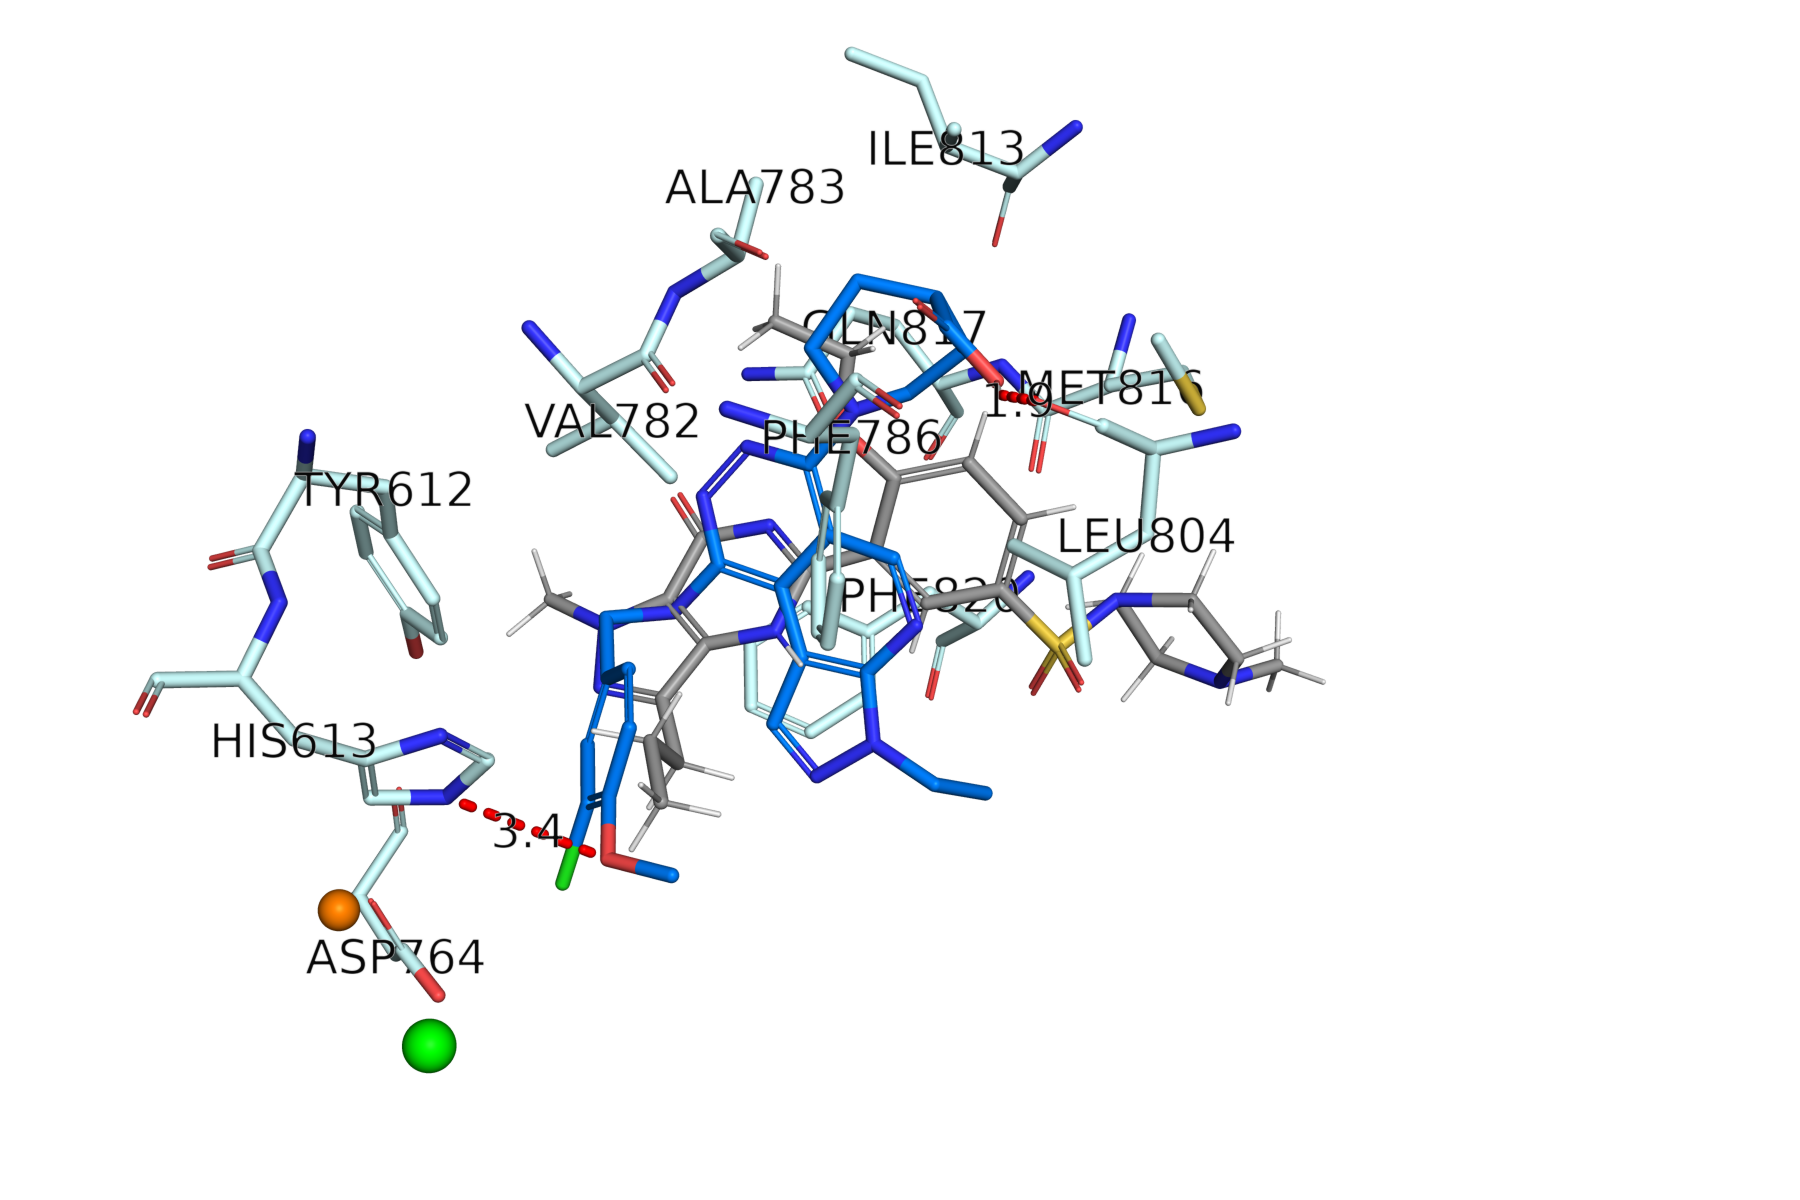 ILE813
ALA783
GLN817
MET816
1.9
VAL782
PHE786
TYR612
LEU804
PHE820
HIS613
3.4
ASP764